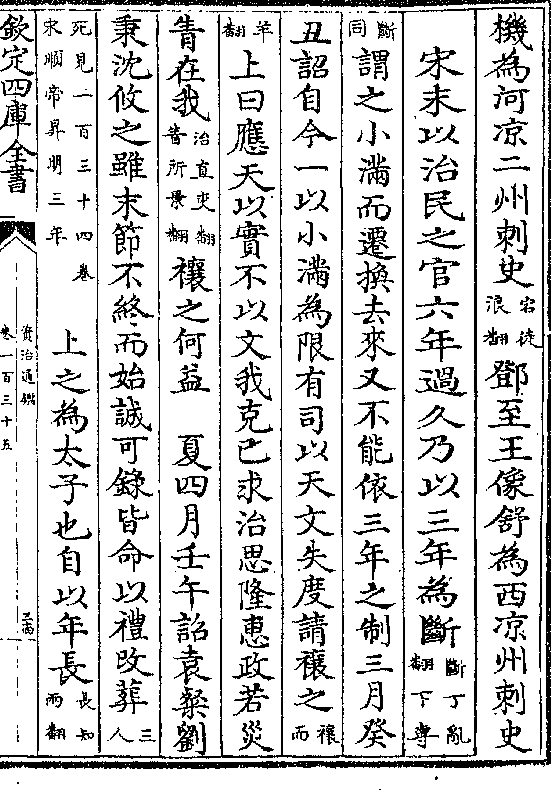 機為河凉二州刺史宕徒浪翻鄧至王像舒為西凉州刺史
宋末以治民之官六年過久乃以三年為斷斷丁亂翻下專
斷同謂之小滿而遷換去來又不能依三年之制三月癸
丑詔自今一以小滿為限有司以天文失度請禳之禳而
羊翻上曰應天以實不以文我克己求治思隆惠政若災
眚在我治直吏翻眚所景翻禳之何益　夏四月壬午詔袁粲劉
秉沈攸之雖末節不終而始誠可錄皆命以禮改葬三人
死見一百三十四卷宋順帝昇明三年　上之為太子也自以年長長知兩翻
欽定四庫全書
資治通鑑
卷一百三十五